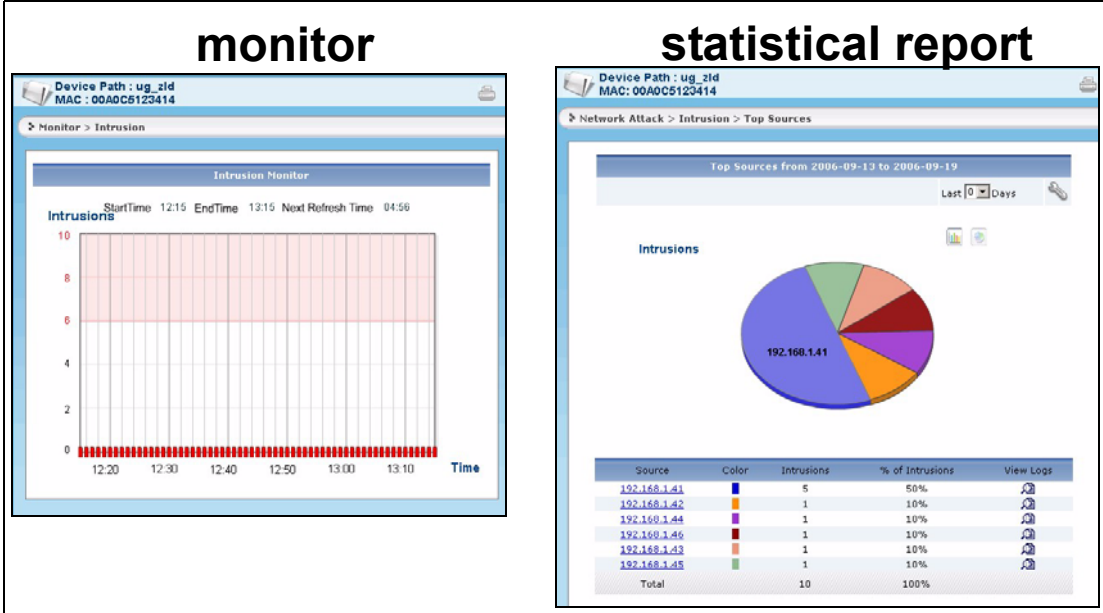 monitor
Device Path : ug_zld
MAC : 00A0C5123414
Monitor > Intrusion
Intrusion Monitor
StartTime 12:15 EndTime 13:15 Next Refresh Time 04:56
Intrusions
10
8
6
4
2
0
12:20 12:30 12:40 12:50 13:00 13:10 Time
statistical report
Device Path : ug_zld
MAC: 00A0C5123414
Network Attack > Intrusion > Top Sources
Top Sources from 2006-09-13 to 2006-09-19
Last 0 Days
Intrusions
192.168.1.41
Source Color Intrusions % of Intrusions View Logs
192.168.1.41 5 50%
192.168.1.42 1 10%
192.168.1.44 1 10%
192.168.1.46 1 10%
192.168.1.43 1 10%
192.168.1.45 1 10%
Total 10 100%